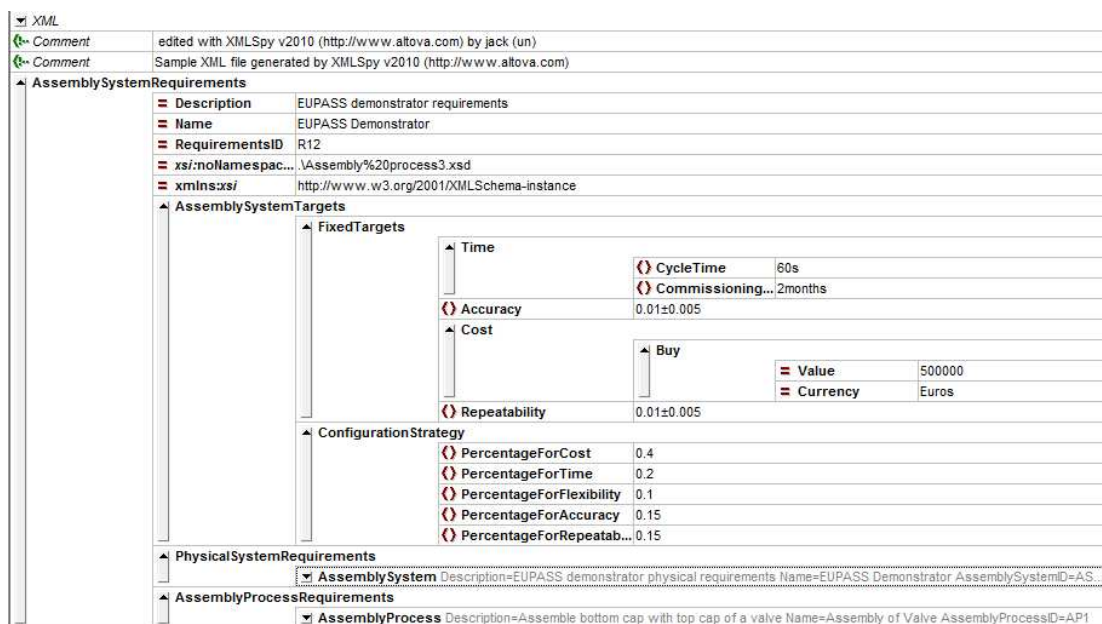 XML
Comment edited with XMLSpy v2010 (http://www.altova.com) by jack (un)
Comment Sample XML file generated by XMLSpy v2010 (http://www.altova.com)
AssemblySystemRequirements
= Description EUPASS demonstrator requirements
= Name EUPASS Demonstrator
= RequirementsID R12
= xsi:noNamespac... .\Assembly%20process3.xsd
= xmlns:xsi http://www.w3.org/2001/XMLSchema-instance
AssemblySystemTargets
FixedTargets
Time
() CycleTime 60s
() Commissioning... 2months
() Accuracy 0.01±0.005
Cost
Buy
= Value 500000
= Currency Euros
() Repeatability 0.01±0.005
ConfigurationStrategy
() PercentageForCost 0.4
() PercentageForTime 0.2
() PercentageForFlexibility 0.1
() PercentageForAccuracy 0.15
() PercentageForRepeatab... 0.15
PhysicalSystemRequirements
AssemblySystem Description=EUPASS demonstrator physical requirements Name=EUPASS Demonstrator AssemblySystemID=AS...
AssemblyProcessRequirements
AssemblyProcess Description=Assemble bottom cap with top cap of a valve Name=Assembly of Valve AssemblyProcessID=AP1